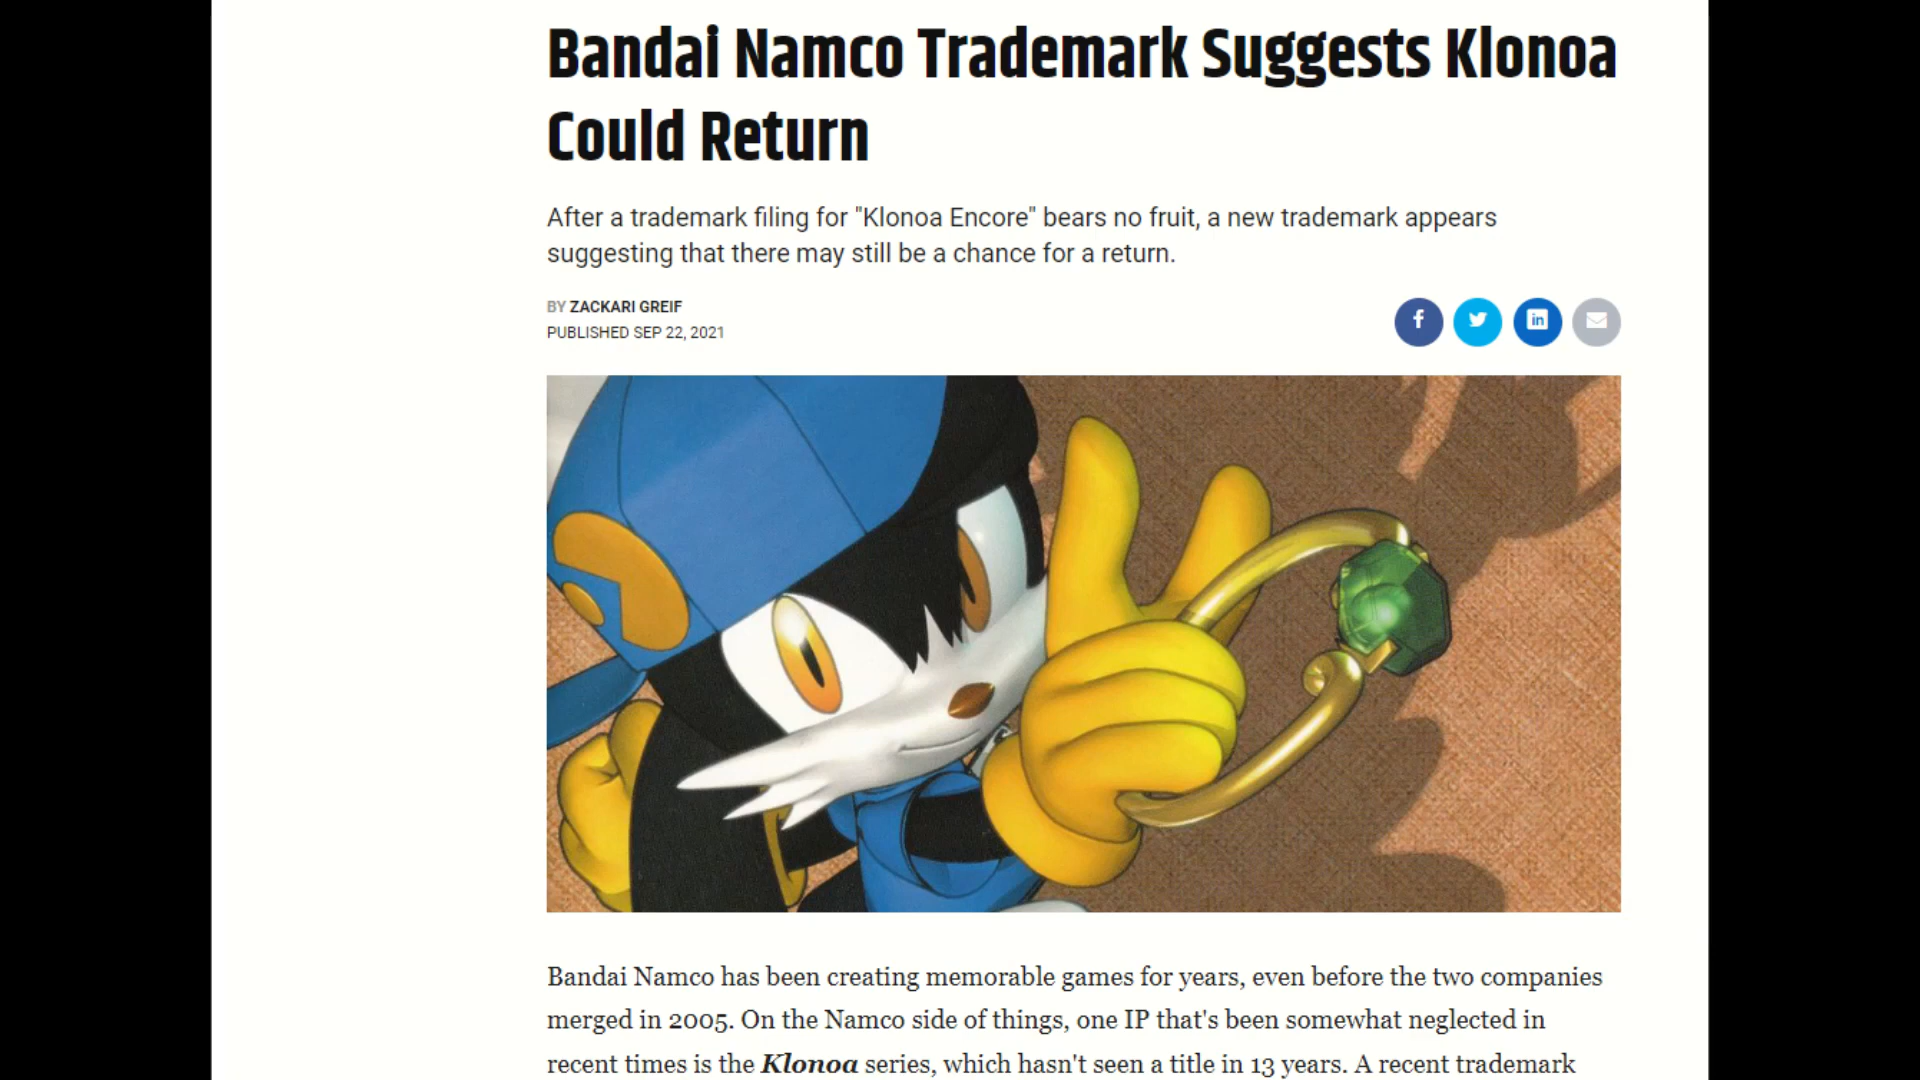 Bandai Namco Trademark Suggests Klonoa
Could Return
After a trademark filing for "Klonoa Encore" bears no fruit, a new trademark appears
suggesting that there may still be a chance for a return.
BY ZACKARI GREIF
PUBLISHED SEP 22, 2021
f
in
Bandai Namco has been creating memorable games for years, even before the two companies
merged in 2005. On the Namco side of things, one IP that's been somewhat neglected in
recent times is the Klonoa series, which hasn't seen a title in 13 years. A recent trademark